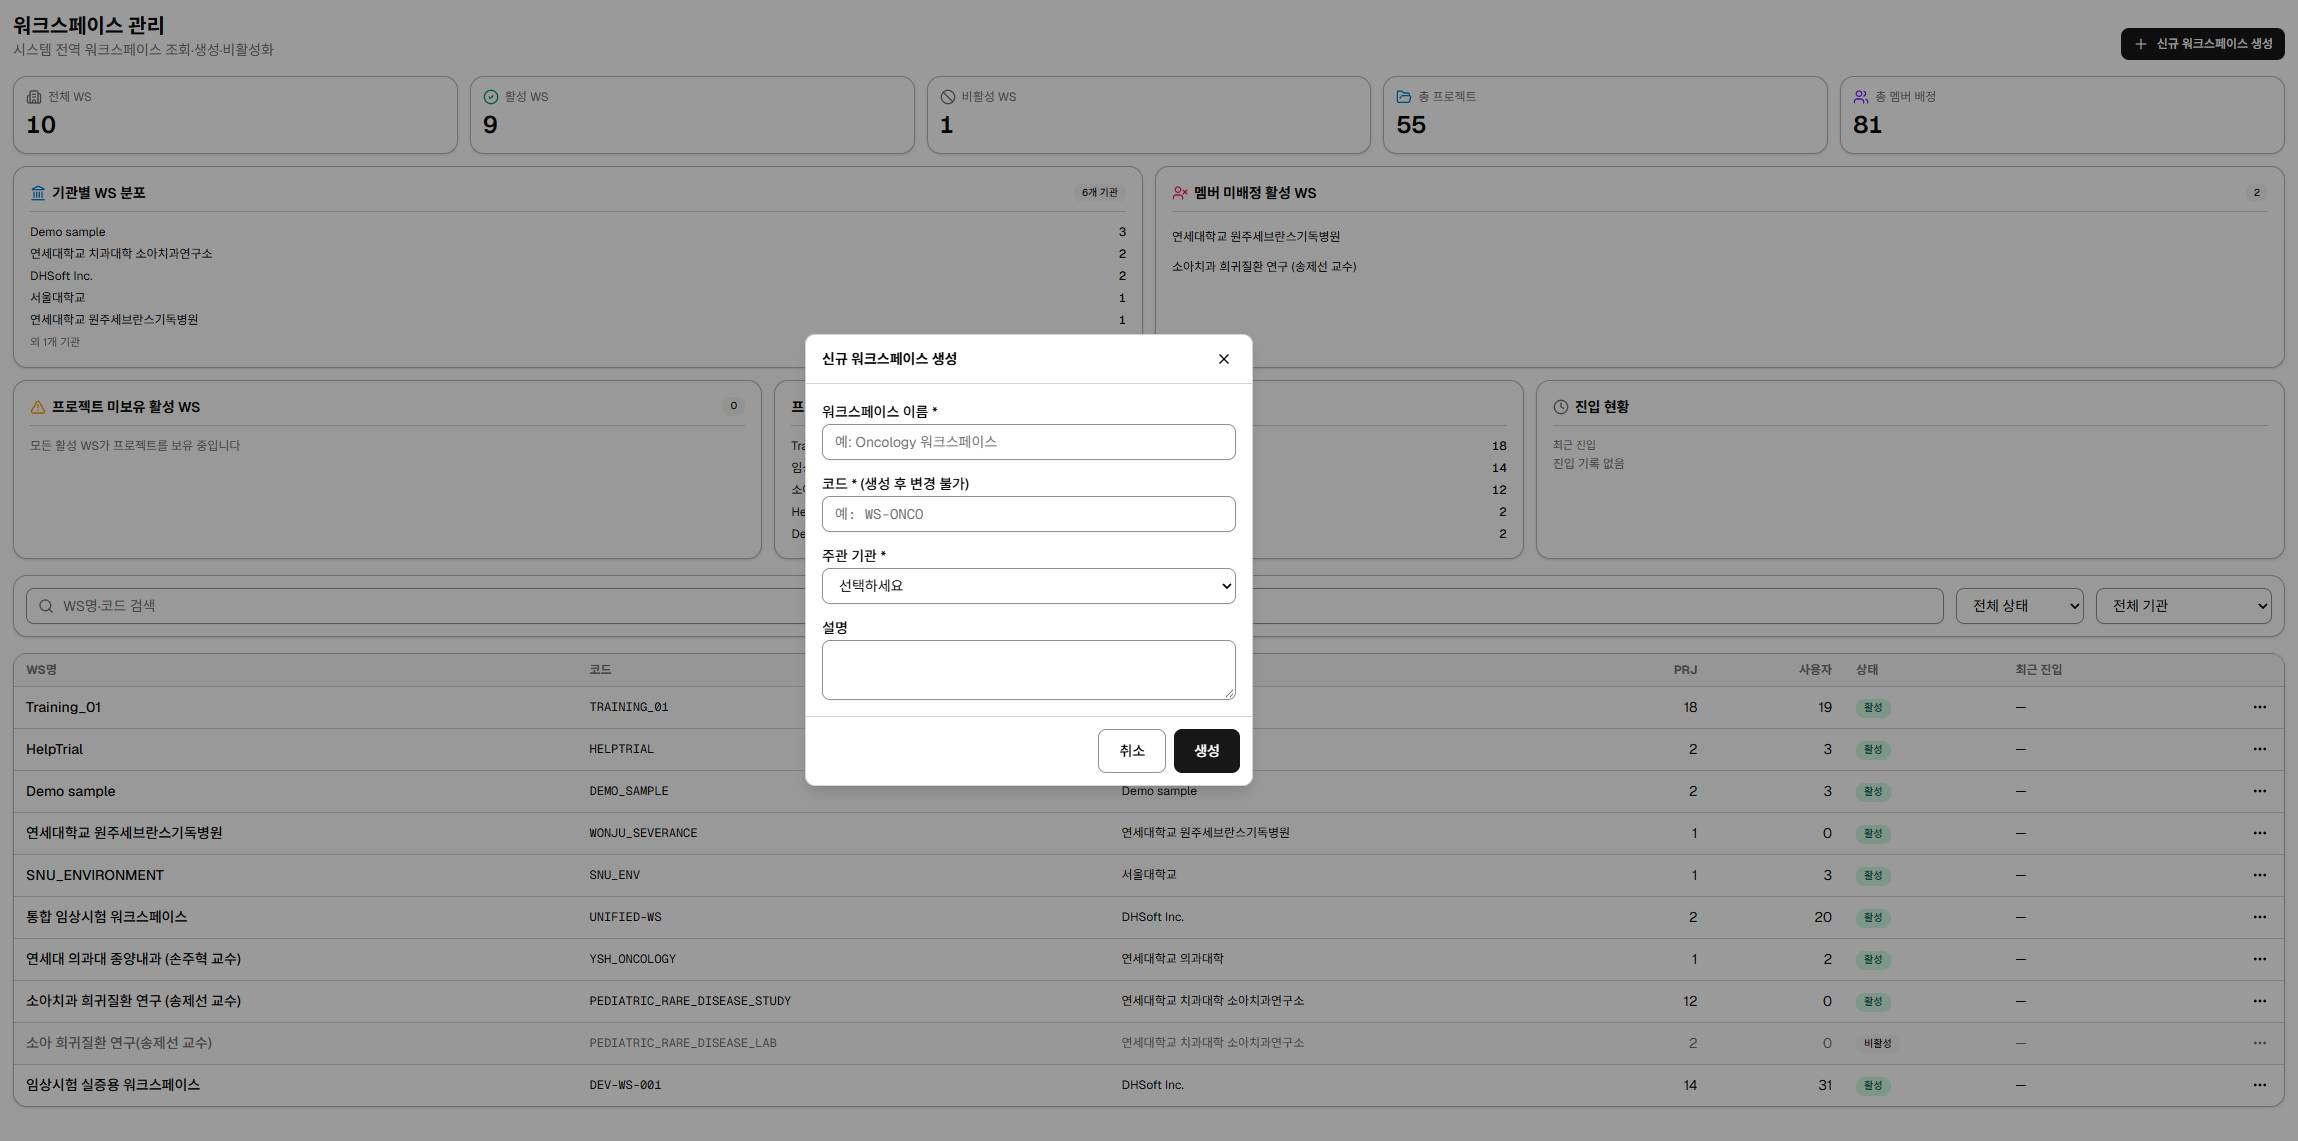 워크스페이스 관리
시스템 전역 워크스페이스 조회·생성·비활성화
신규 워크스페이스 생성
전체 WS
10
활성 WS
9
비활성 WS
1
총 프로젝트
55
총 멤버 배정
81
기관별 WS 분포
6개 기관
Demo sample 3
연세대학교 치과대학 소아치과연구소 2
DHSoft Inc. 2
서울대학교 1
연세대학교 원주세브란스기독병원 1
외 1개 기관
멤버 미배정 활성 WS
2
연세대학교 원주세브란스기독병원
소아치과 희귀질환 연구 (송제선 교수)
프로젝트 미보유 활성 WS
0
모든 활성 WS가 프로젝트를 보유 중입니다
18
14
12
He 2
De 2
진입 현황
최근 진입
진입 기록 없음
신규 워크스페이스 생성
워크스페이스 이름 *
예: Oncology 워크스페이스
코드 * (생성 후 변경 불가)
예: WS-ONCO
주관 기관 *
선택하세요
설명
취소 생성
WS명·코드 검색
전체 상태
전체 기관
WS명 코드 PRJ 사용자 상태 최근 진입
Training_01 TRAINING_01 18 19 활성 —
HelpTrial HELPTRIAL 2 3 활성 —
Demo sample DEMO_SAMPLE Demo sample 2 3 활성 —
연세대학교 원주세브란스기독병원 WONJU_SEVERANCE 연세대학교 원주세브란스기독병원 1 0 활성 —
SNU_ENVIRONMENT SNU_ENV 서울대학교 1 3 활성 —
통합 임상시험 워크스페이스 UNIFIED-WS DHSoft Inc. 2 20 활성 —
연세대 의과대 종양내과 (손주혁 교수) YSH_ONCOLOGY 연세대학교 의과대학 1 2 활성 —
소아치과 희귀질환 연구 (송제선 교수) PEDIATRIC_RARE_DISEASE_STUDY 연세대학교 치과대학 소아치과연구소 12 0 활성 —
소아 희귀질환 연구(송제선 교수) PEDIATRIC_RARE_DISEASE_LAB 연세대학교 치과대학 소아치과연구소 2 0 비활성 —
임상시험 실증용 워크스페이스 DEV-WS-001 DHSoft Inc. 14 31 활성 —